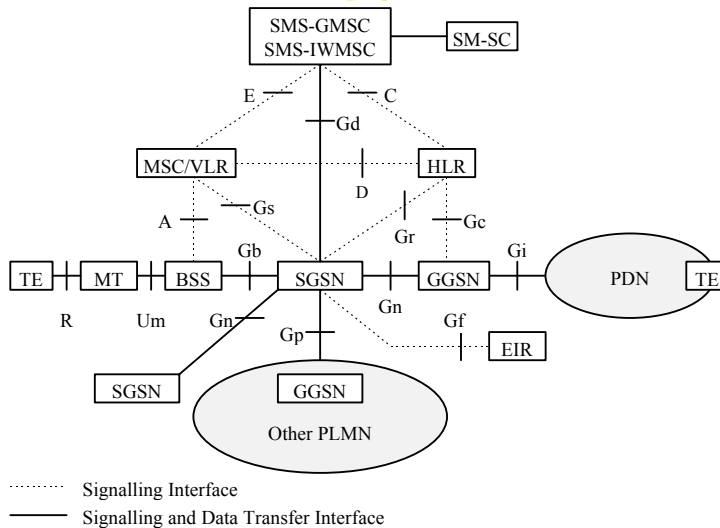 SMS-GMSC
SMS-IWMSC
SM-SC
E
C
Gd
MSC/VLR
HLR
D
A
Gs
Gr
Gc
Gb
Gi
TE
MT
BSS
SGSN
GGSN
PDN
TE
R
Um
Gn
Gn
Gf
Gp
EIR
SGSN
GGSN
Other PLMN
Signalling Interface
Signalling and Data Transfer Interface